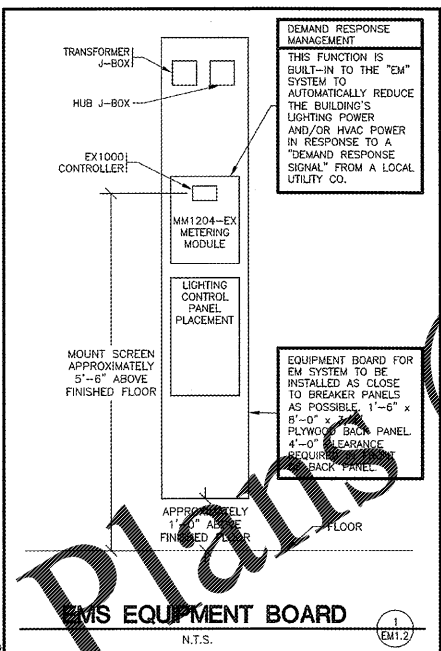 TRANSFORMER
J-BOX
HUB J-BOX
EX1000
CONTROLLER
MM1204-EX
METERING
MODULE
LIGHTING
CONTROL
PANEL
PLACEMENT
MOUNT SCREEN
APPROXIMATELY
5'-6" ABOVE
FINISHED FLOOR
DEMAND RESPONSE
MANAGEMENT
THIS FUNCTION IS
BUILT-IN TO THE "EM"
SYSTEM TO
AUTOMATICALLY REDUCE
THE BUILDING'S
LIGHTING POWER
AND/OR HVAC POWER
IN RESPONSE TO A
"DEMAND RESPONSE
SIGNAL" FROM A LOCAL
UTILITY CO.
EQUIPMENT BOARD FOR
EM SYSTEM TO BE
INSTALLED AS CLOSE
TO BREAKER PANELS
AS POSSIBLE. 1'-6" x
8'-0" x
PLYWOOD BACK PANEL.
4'-0" CLEARANCE
REQUIRED IN FRONT
OF BACK PANEL.
APPROXIMATELY
1'-0" ABOVE
FINISHED FLOOR
FLOOR
Plans
EMS EQUIPMENT BOARD
N.T.S.
1
EM1.2